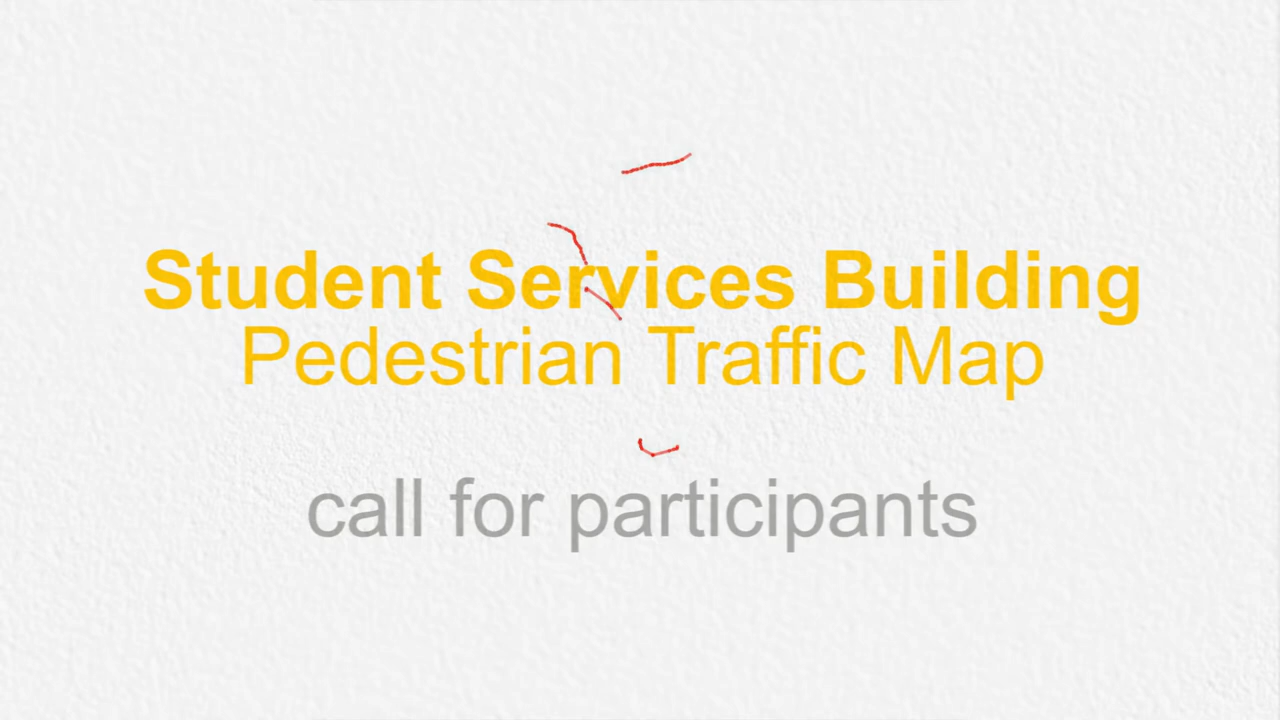 Student Services Building
Pedestrian Traffic Map
call for participants